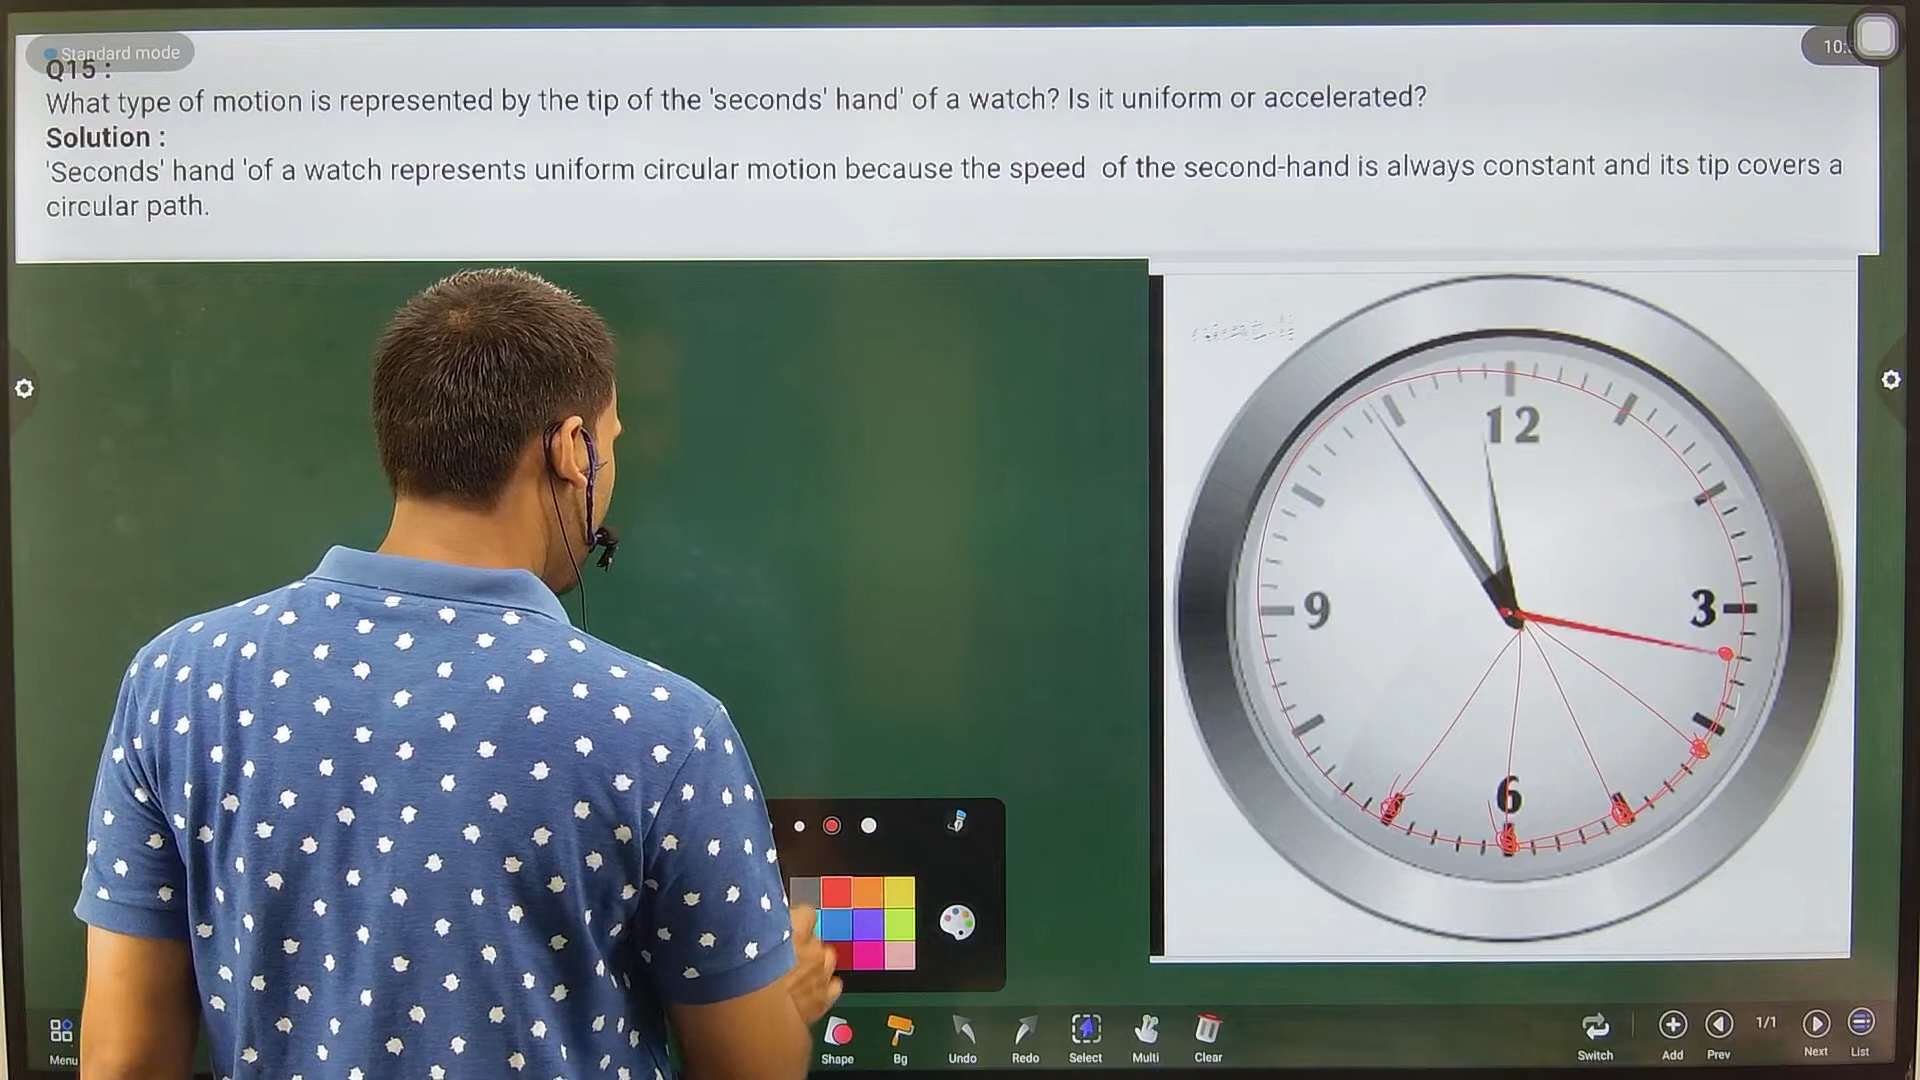 Standard mode
10:
Q15 :
What type of motion is represented by the tip of the 'seconds' hand' of a watch? Is it uniform or accelerated?
Solution :
'Seconds' hand 'of a watch represents uniform circular motion because the speed of the second-hand is always constant and its tip covers a
circular path.
12
9
3
6
Menu
Shape
Bg
Undo
Redo
Select
Multi
Clear
Switch
Add
Prev
1/1
Next
List